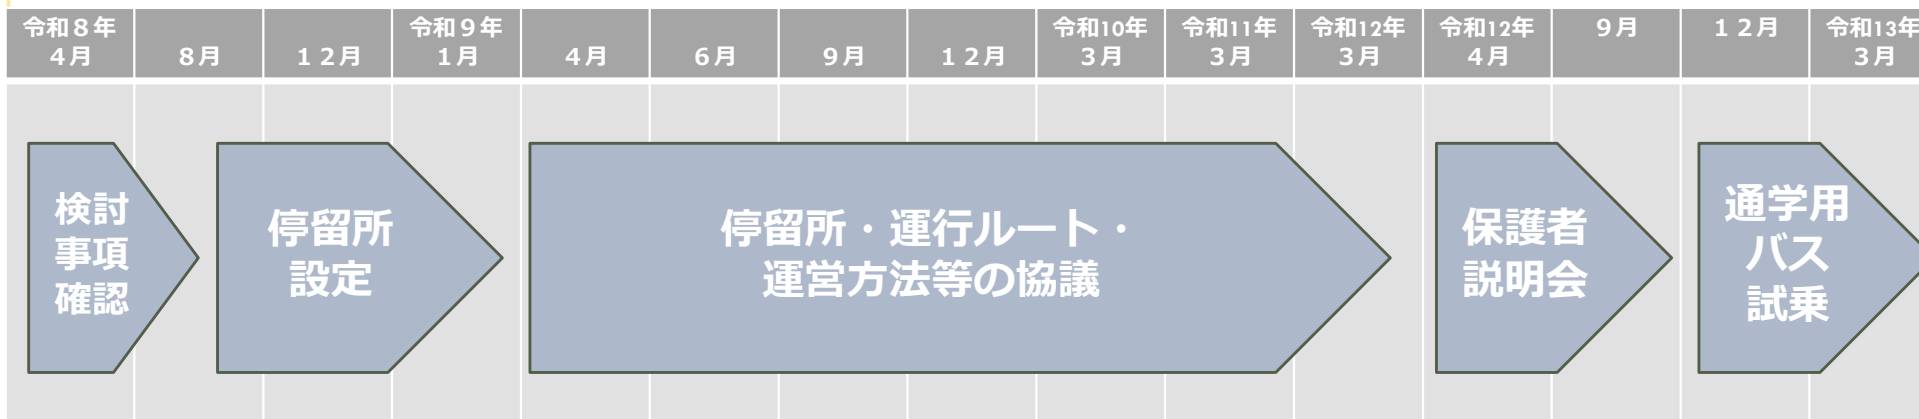 令和８年
４月
８月
１２月
令和９年
１月
４月
６月
９月
１２月
令和10年
３月
令和11年
３月
令和12年
３月
令和12年
４月
９月
１２月
令和13年
３月
検討
事項
確認
停留所
設定
停留所・運行ルート・
運営方法等の協議
保護者
説明会
通学用
バス
試乗